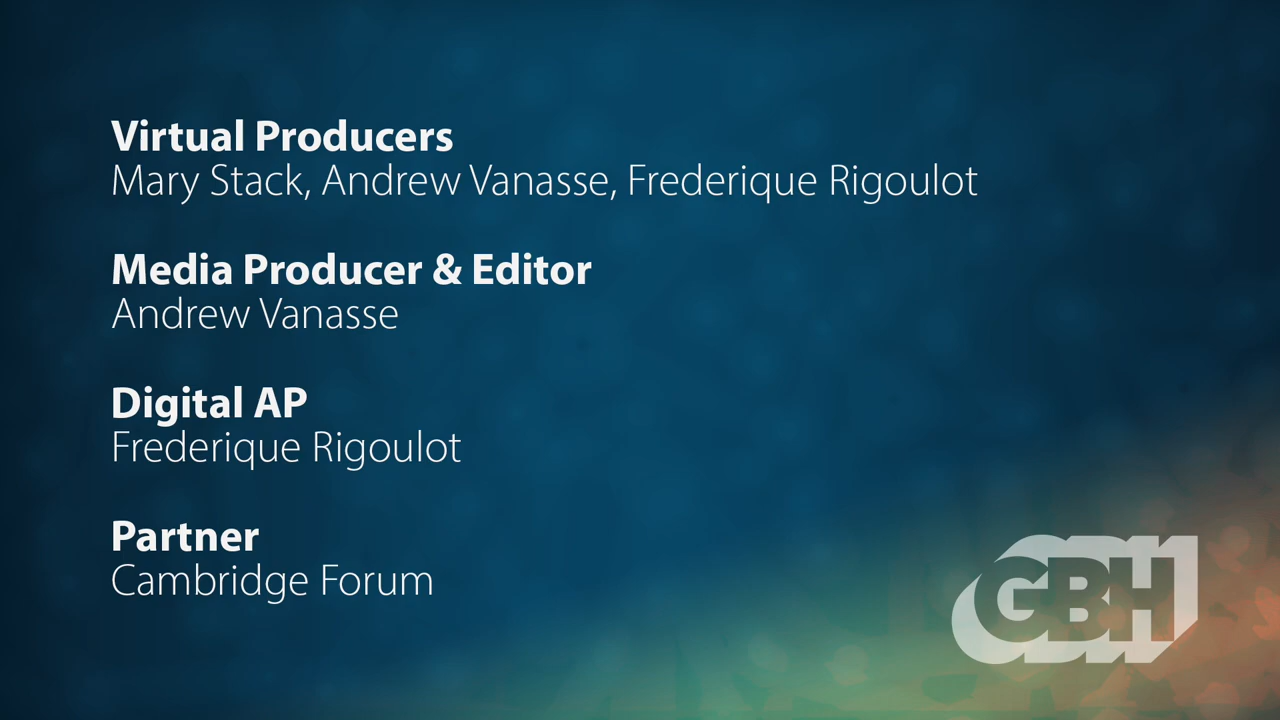 Virtual Producers
Mary Stack, Andrew Vanasse, Frederique Rigoulot
Media Producer & Editor
Andrew Vanasse
Digital AP
Frederique Rigoulot
Partner
Cambridge Forum
GBH